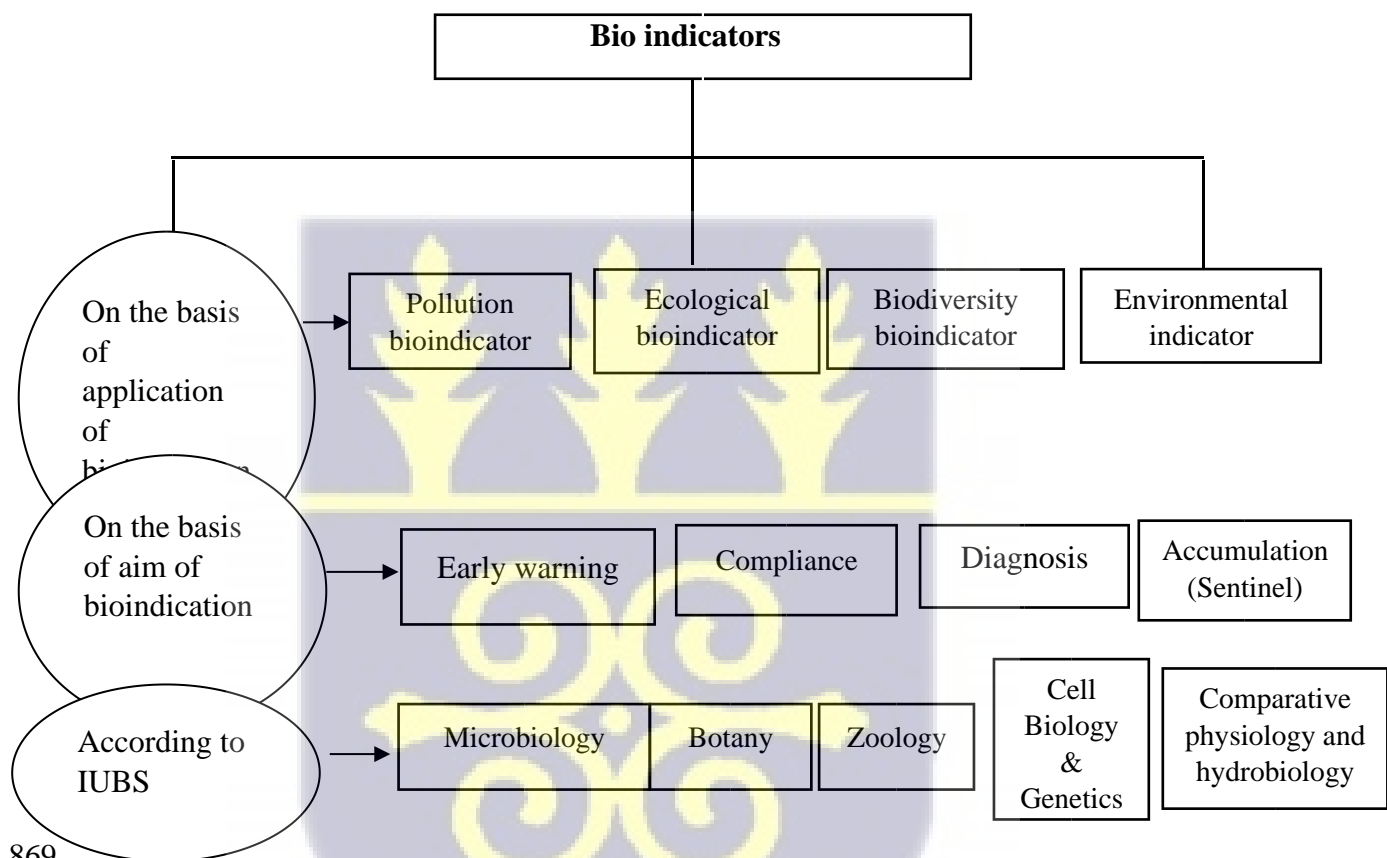 Bio indicators
On the basis
of
application
of
Pollution
bioindicator
Ecological
bioindicator
Biodiversity
bioindicator
Environmental
indicator
On the basis
of aim of
bioindication
Early warning
Compliance
Diagnosis
Accumulation
(Sentinel)
According to
IUBS
Microbiology
Botany
Zoology
Cell
Biology
&
Genetics
Comparative
physiology and
hydrobiology
869